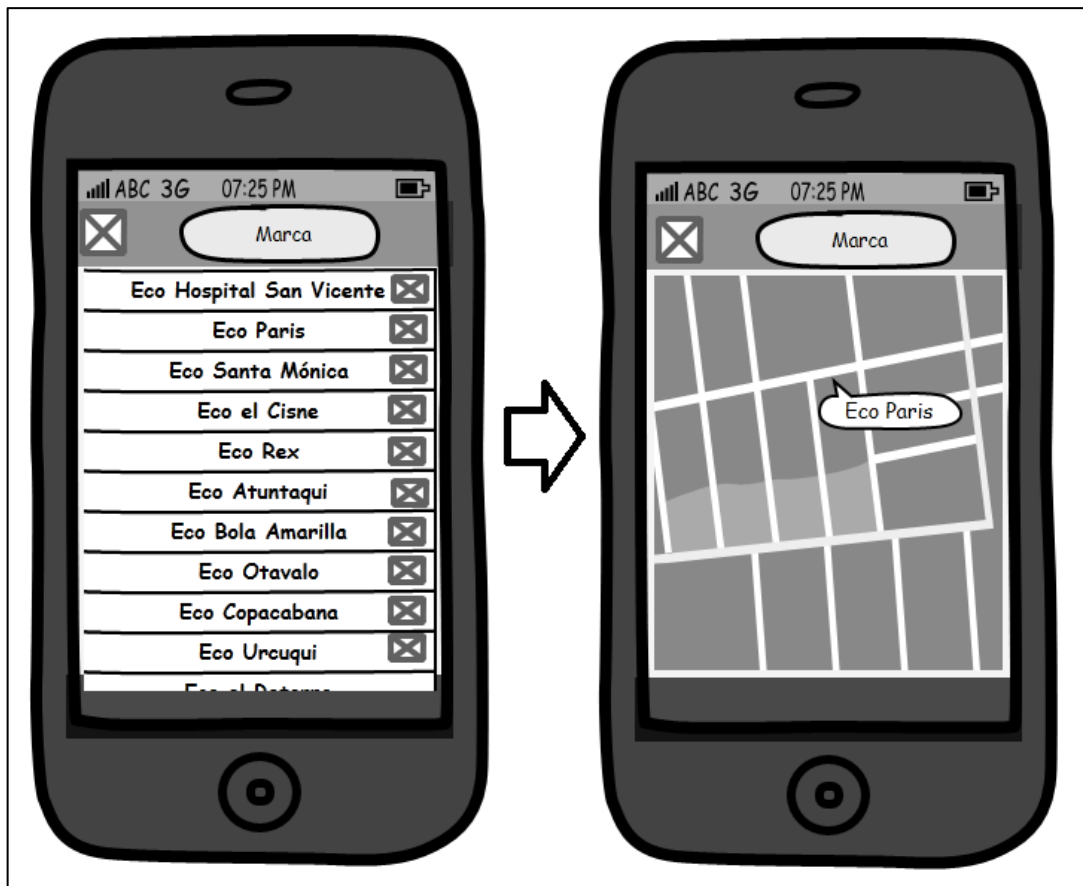 ABC 3G 07:25 PM
Marca
Eco Hospital San Vicente
Eco Paris
Eco Santa Mónica
Eco el Cisne
Eco Rex
Eco Atuntaqui
Eco Bola Amarilla
Eco Otavalo
Eco Copacabana
Eco Urcuqui
ABC 3G 07:25 PM
Marca
Eco Paris